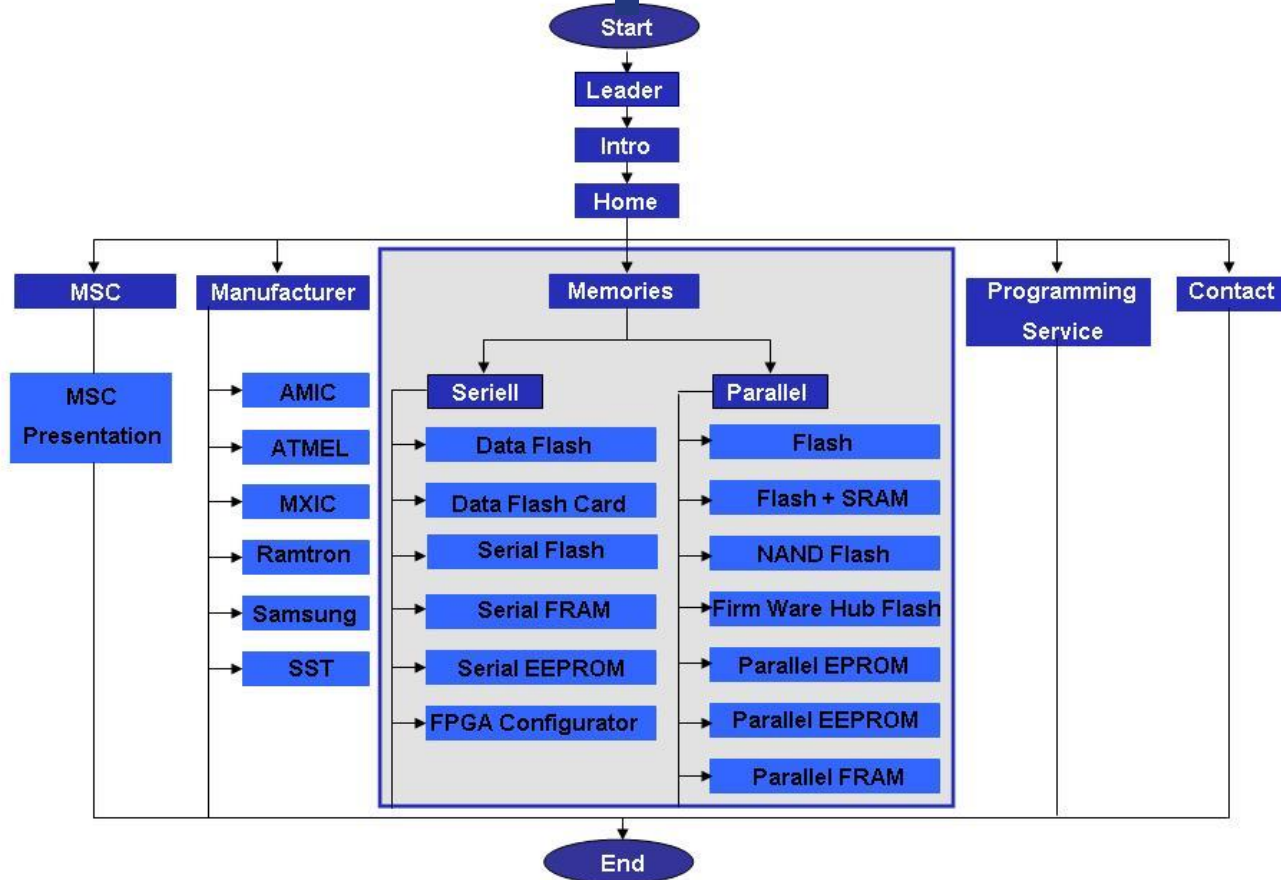 Start
Leader
Intro
Home
MSC
Manufacturer
Memories
Programming
Service
Contact
MSC
Presentation
AMIC
ATMEL
MXIC
Ramtron
Samsung
SST
Seriell
Data Flash
Data Flash Card
Serial Flash
Serial FRAM
Serial EEPROM
FPGA Configurator
Parallel
Flash
Flash + SRAM
NAND Flash
Firm Ware Hub Flash
Parallel EPROM
Parallel EEPROM
Parallel FRAM
End